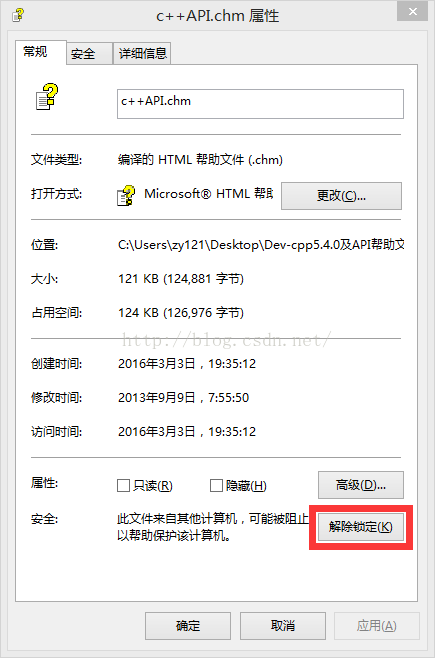 c++API.chm 属性
常规 安全 详细信息
c++API.chm
文件类型: 编译的 HTML 帮助文件 (.chm)
打开方式: Microsoft® HTML 帮助 更改(C)...
位置: C:\Users\zy121\Desktop\Dev-cpp5.4.0及API帮助文
大小: 121 KB (124,881 字节)
占用空间: 124 KB (126,976 字节)
http://blog.csdn.net/
创建时间: 2016年3月3日，19:35:12
修改时间: 2013年9月9日，7:55:50
访问时间: 2016年3月3日，19:35:12
属性: 只读(R) 隐藏(H) 高级(D)...
安全: 此文件来自其他计算机，可能被阻止 解除锁定(K)
以帮助保护该计算机。
确定 取消 应用(A)